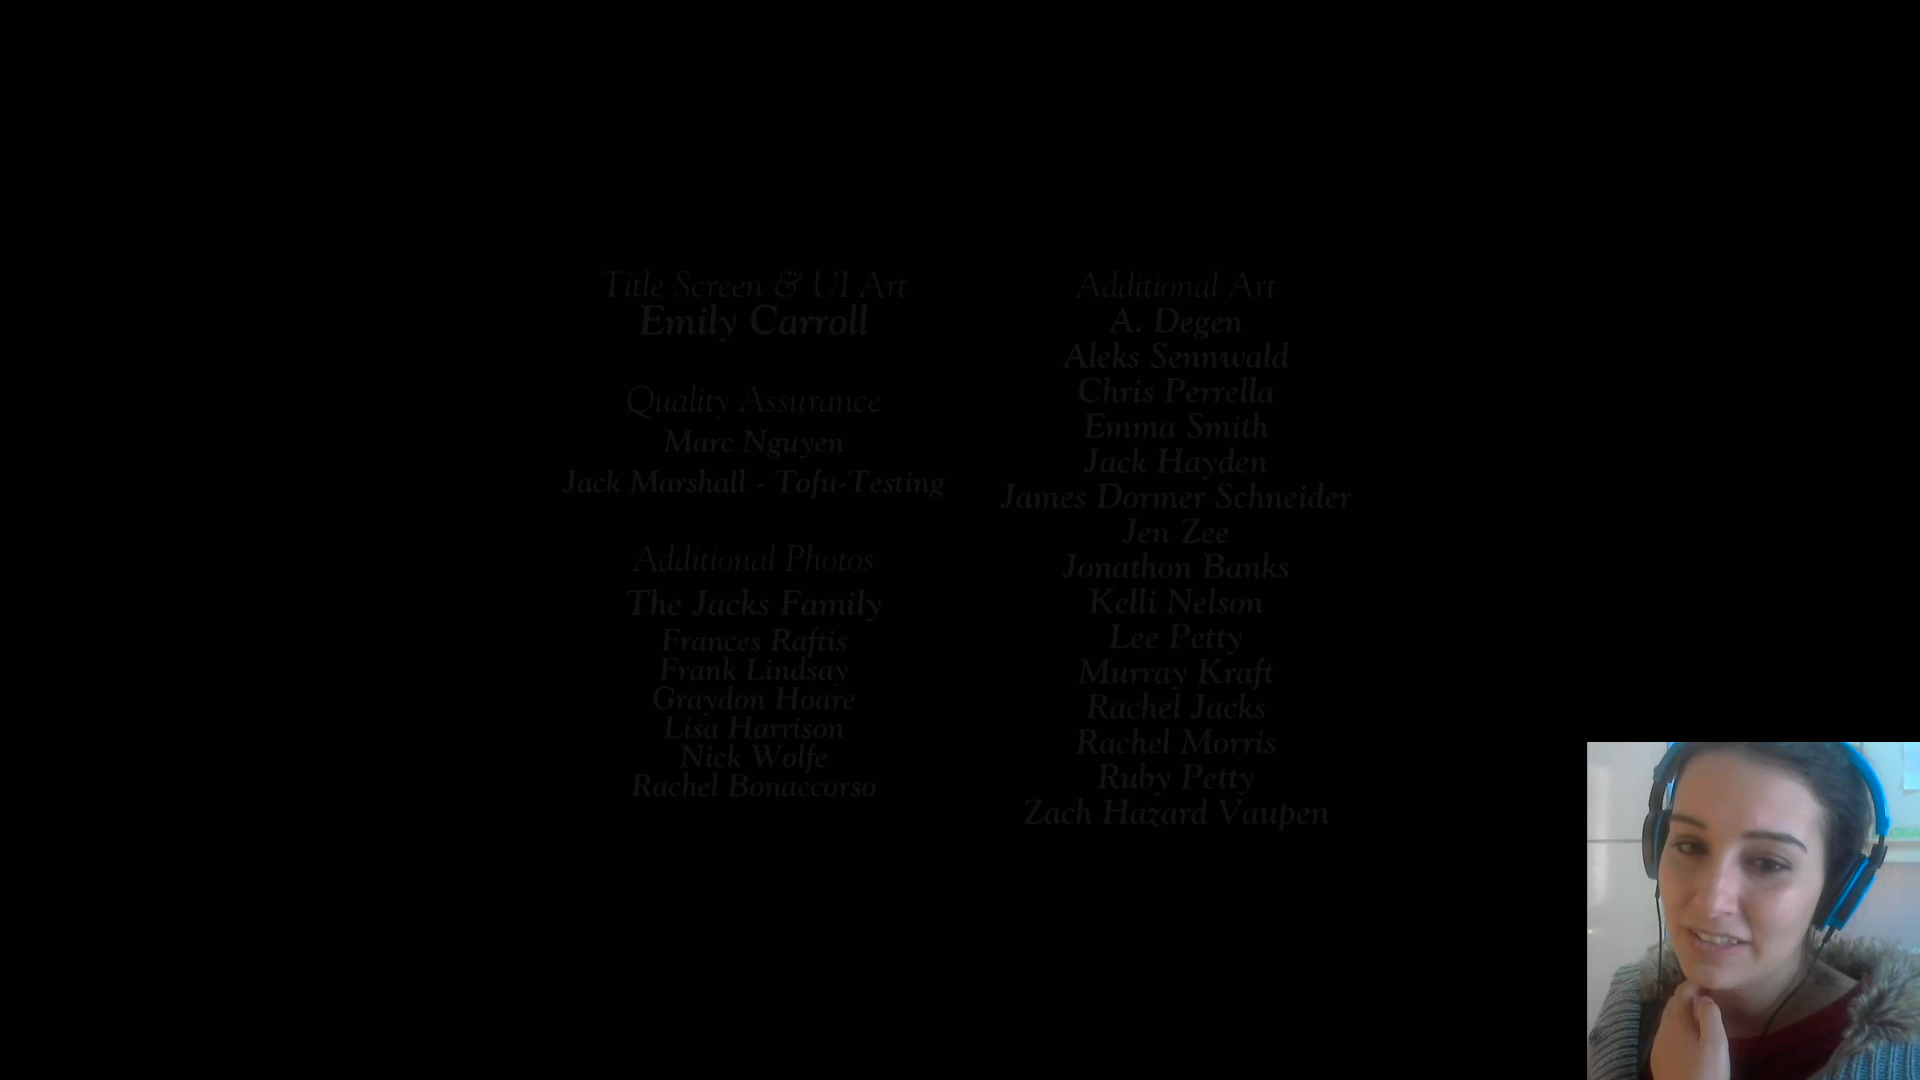 Title Screen & UI Art
Emily Carroll
Quality Assurance
Marc Nguyen
Jack Marshall - Tofu-Testing
Additional Photos
The Jacks Family
Frances Raftis
Frank Lindsay
Graydon Hoare
Lisa Harrison
Nick Wolfe
Rachel Bonaccorso
Additional Art
A. Degen
Aleks Sennwald
Chris Perrella
Emma Smith
Jack Hayden
James Dormer Schneider
Jen Zee
Jonathon Banks
Kelli Nelson
Lee Petty
Murray Kraft
Rachel Jacks
Rachel Morris
Ruby Petty
Zach Hazard Vaupen